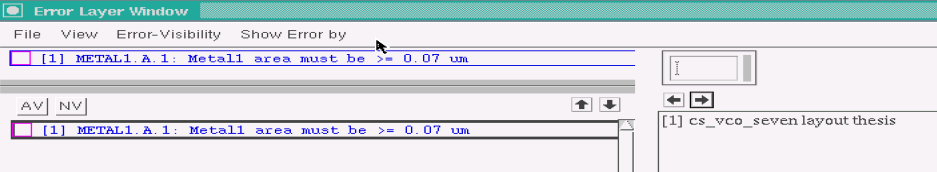 Error Layer Window
File View Error-Visibility Show Error by
[1] METAL1.A.1: Metal1 area must be >= 0.07 um
AV NV
[1] METAL1.A.1: Metal1 area must be >= 0.07 um
[1] cs_vco_seven layout thesis